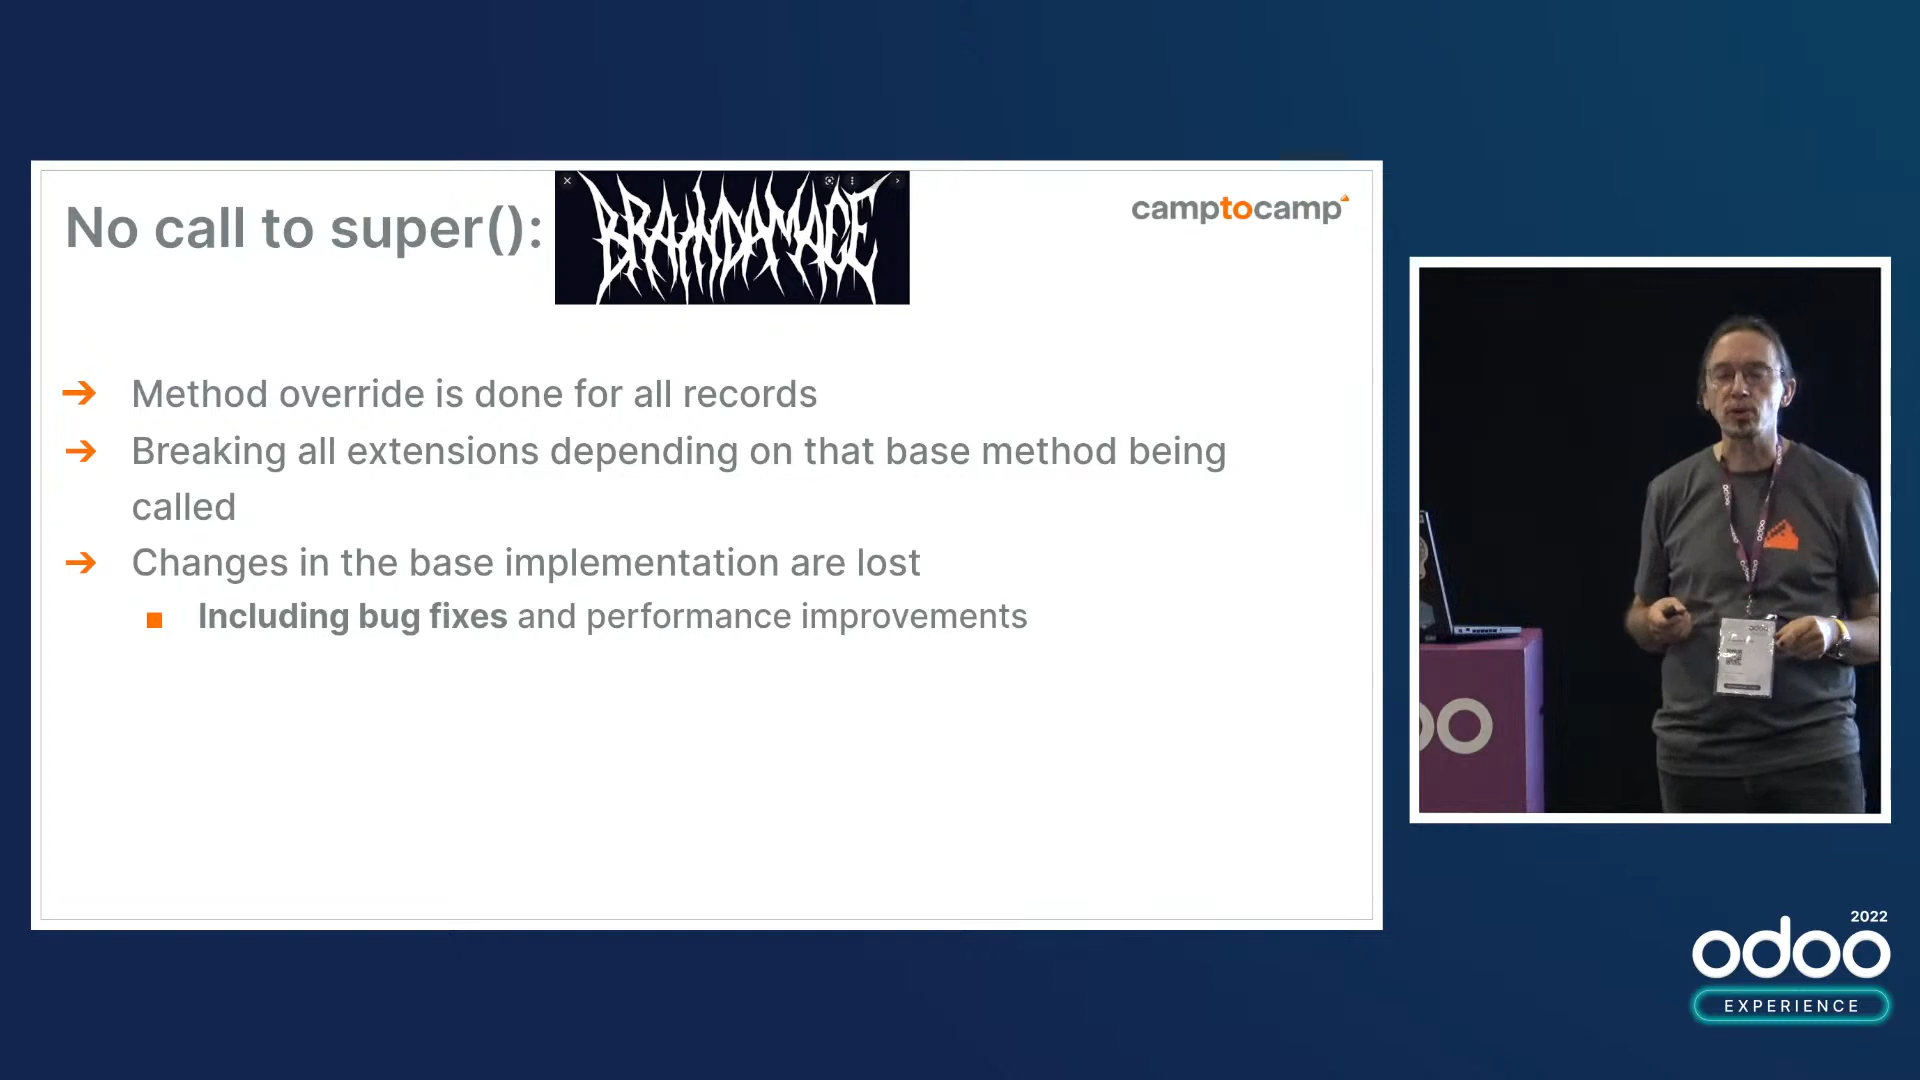 No call to super():
BRAINDAMAGE
camptocamp
➔ Method override is done for all records
➔ Breaking all extensions depending on that base method being
called
➔ Changes in the base implementation are lost
■ Including bug fixes and performance improvements
odoo
odoo
2022
odoo
EXPERIENCE